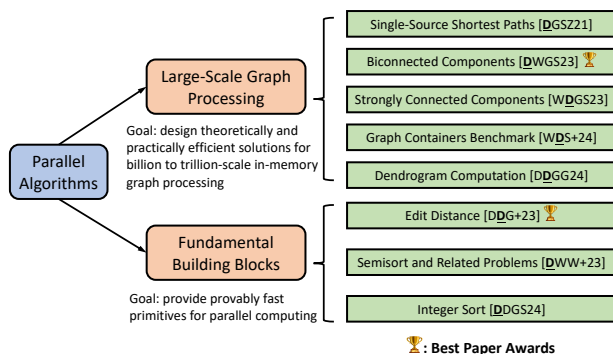 Parallel
Algorithms
Large-Scale Graph
Processing
Goal: design theoretically and
practically efficient solutions for
billion to trillion-scale in-memory
graph processing
Single-Source Shortest Paths [DGSZ21]
Biconnected Components [DWGS23] 🏆
Strongly Connected Components [WDGS23]
Graph Containers Benchmark [WDS+24]
Dendrogram Computation [DDGG24]
Fundamental
Building Blocks
Goal: provide provably fast
primitives for parallel computing
Edit Distance [DDG+23] 🏆
Semisort and Related Problems [DWW+23]
Integer Sort [DDGS24]
🏆: Best Paper Awards